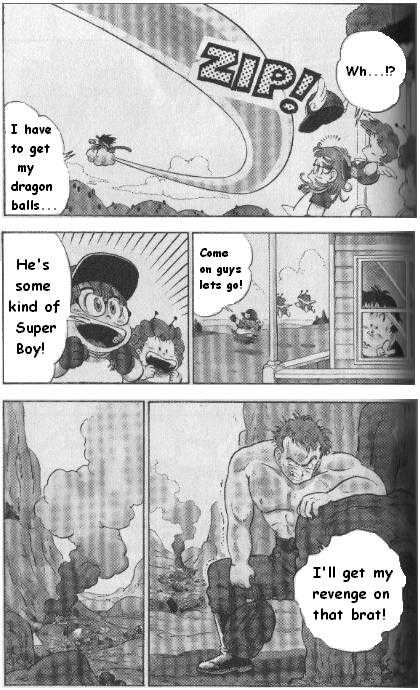 ZIP!
Wh...!?
I have
to get
my
dragon
balls...
He's
some
kind of
Super
Boy!
Come
on guys
lets go!
I'll get my
revenge on
that brat!